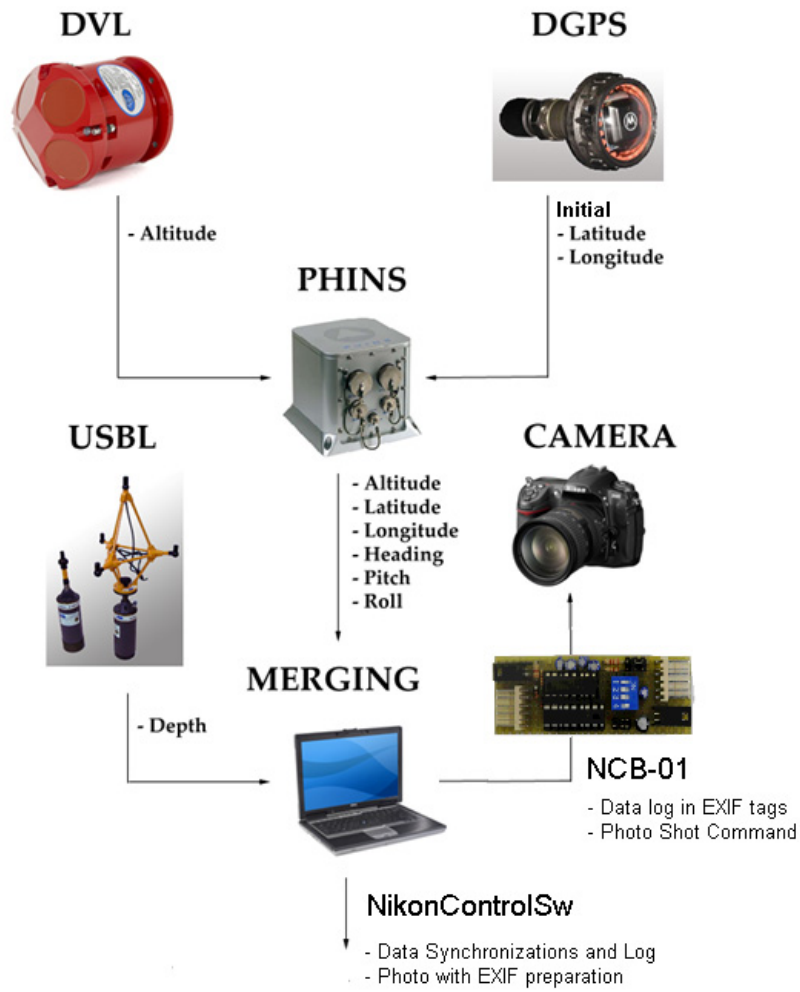 DVL
DGPS
- Altitude
Initial
- Latitude
- Longitude
PHINS
USBL
CAMERA
Nikon
- Altitude
- Latitude
- Longitude
- Heading
- Pitch
- Roll
MERGING
- Depth
NCB-01
- Data log in EXIF tags
- Photo Shot Command
NikonControlSw
- Data Synchronizations and Log
- Photo with EXIF preparation